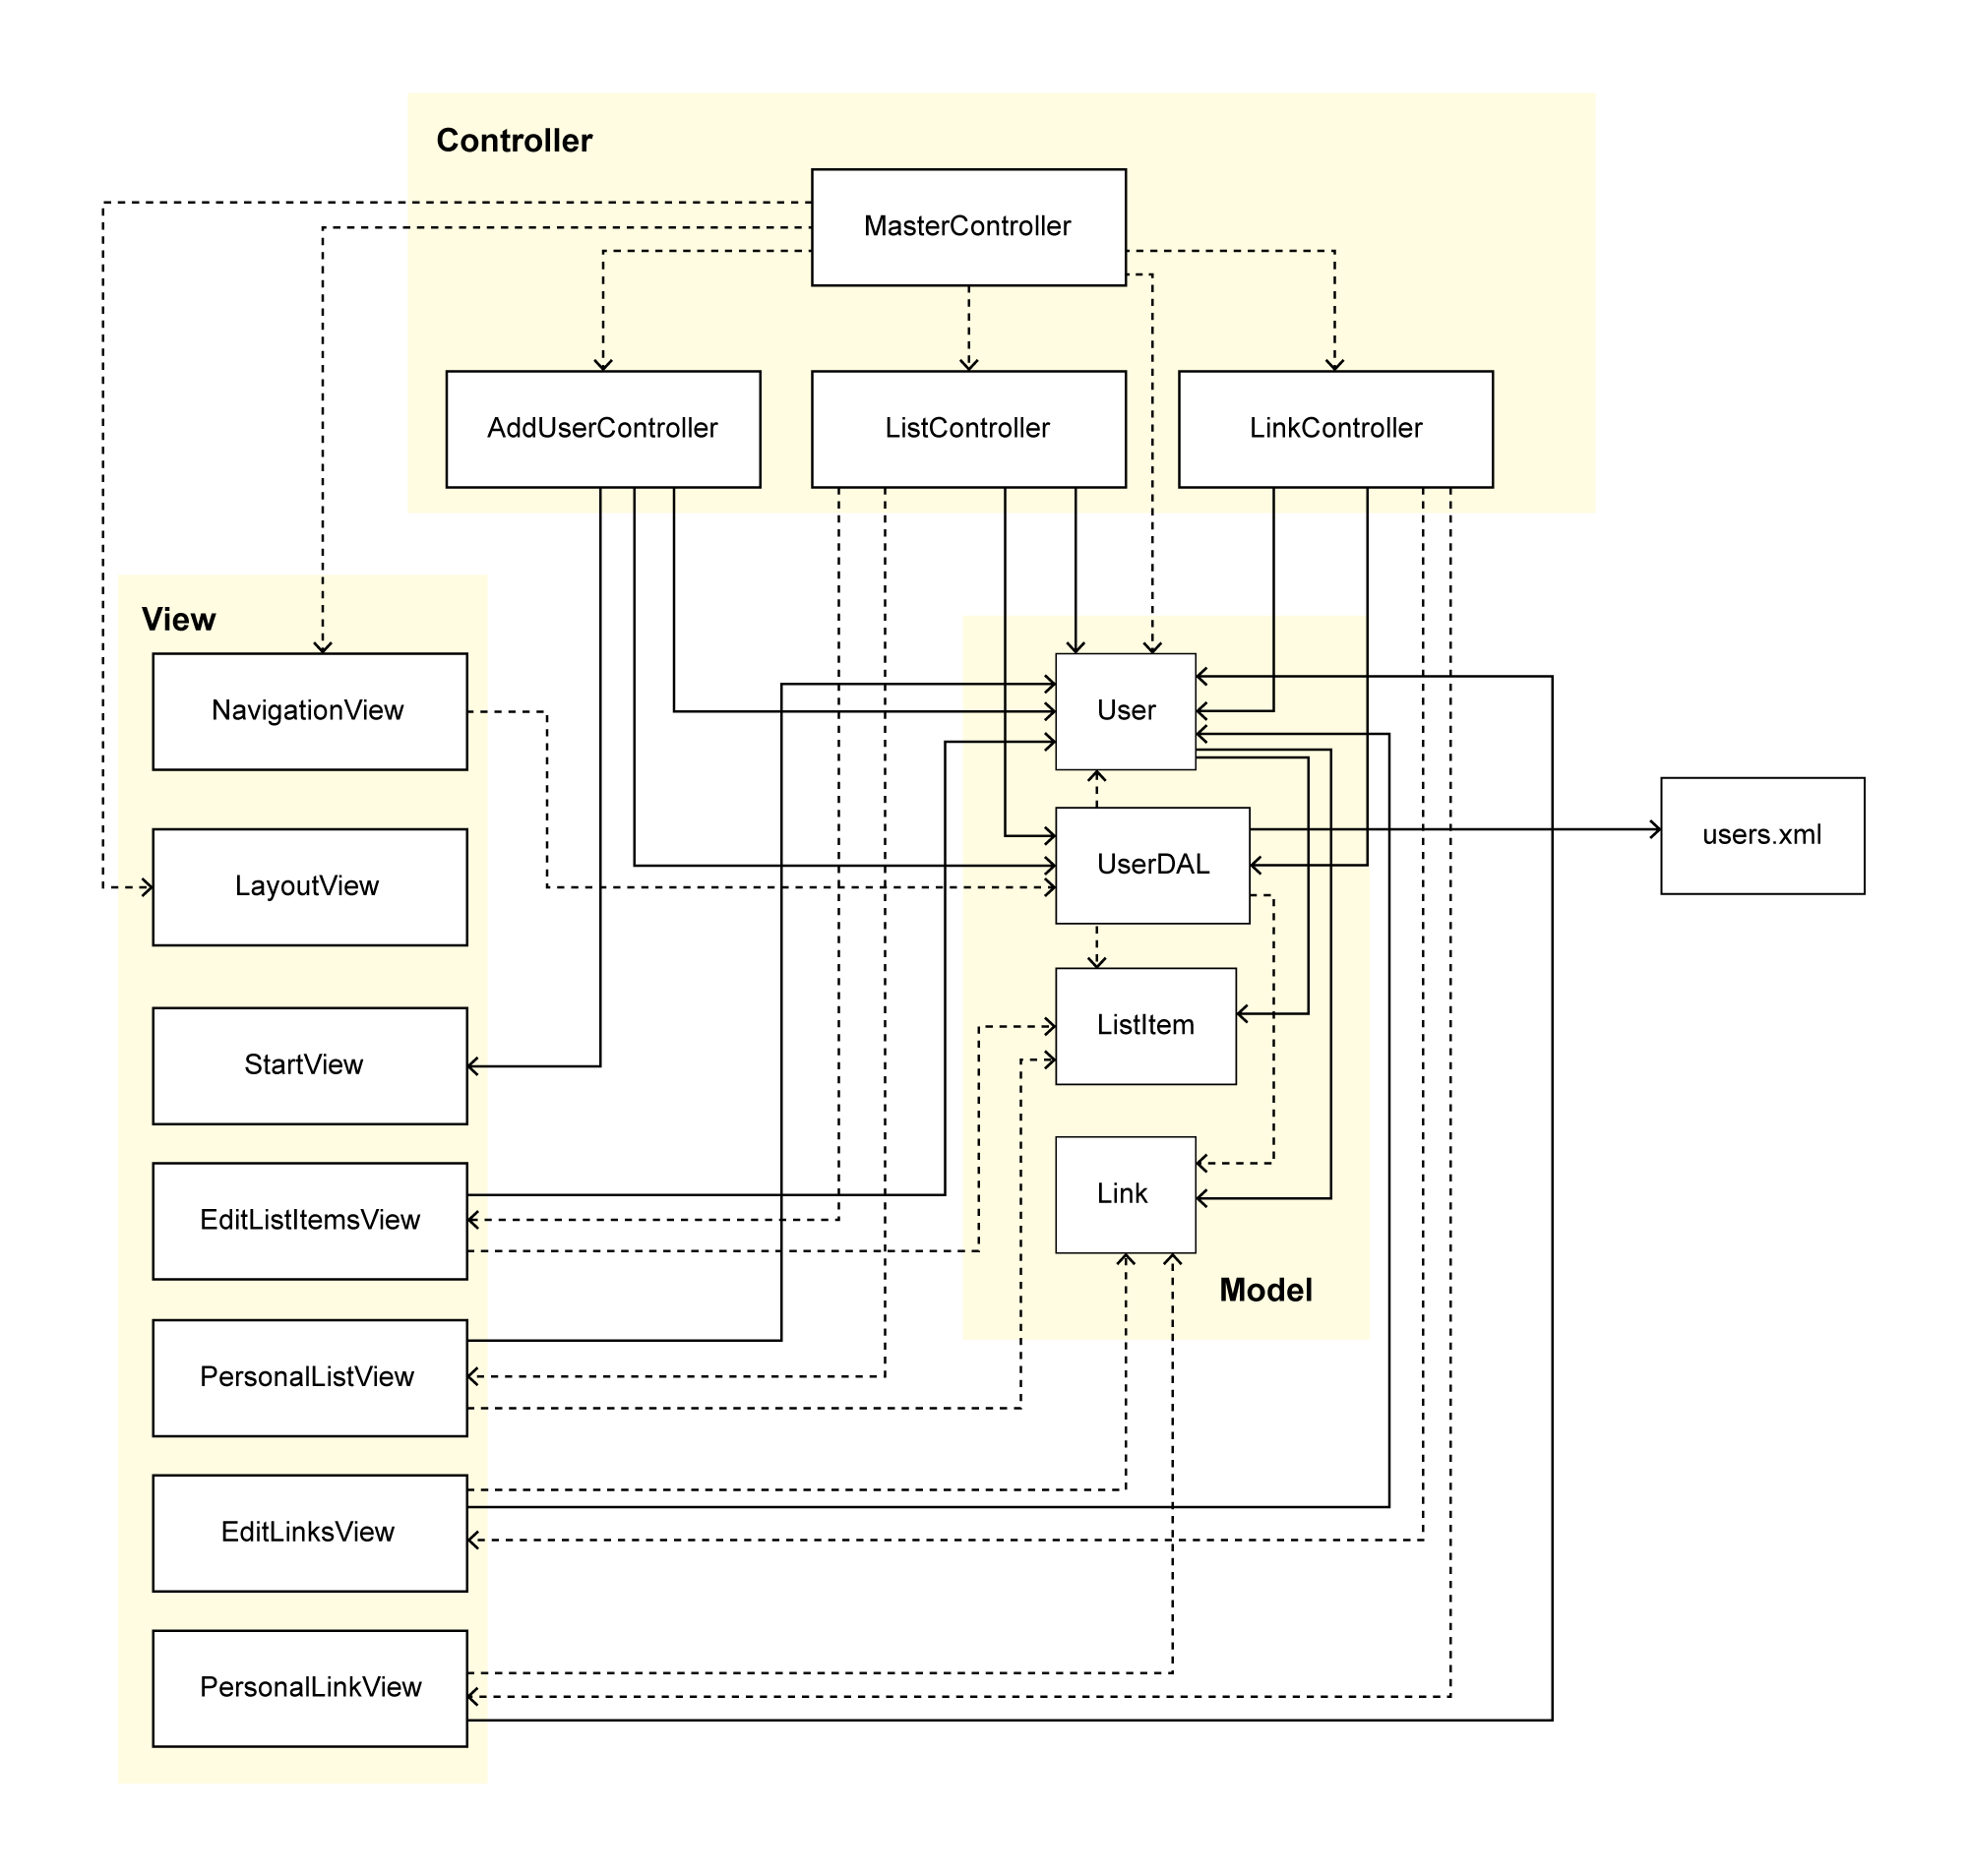 Controller
MasterController
AddUserController
ListController
LinkController
View
NavigationView
LayoutView
StartView
EditListItemsView
PersonalListView
EditLinksView
PersonalLinkView
User
UserDAL
ListItem
Link
Model
users.xml